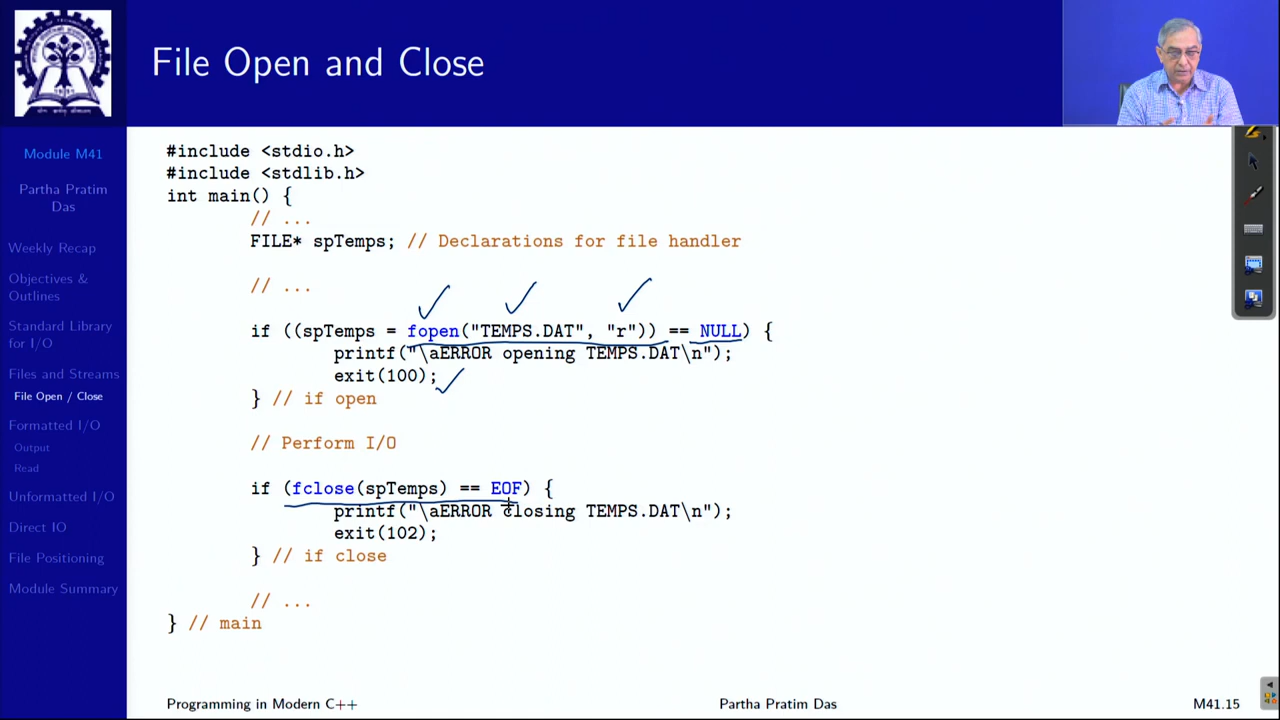 File Open and Close
Module M41
Partha Pratim
Das
Weekly Recap
Objectives &
Outlines
Standard Library
for I/O
Files and Streams
File Open / Close
Formatted I/O
Output
Read
Unformatted I/O
Direct IO
File Positioning
Module Summary
#include <stdio.h>
#include <stdlib.h>
int main() {
// ...
FILE* spTemps; // Declarations for file handler
// ...
if ((spTemps = fopen("TEMPS.DAT", "r")) == NULL) {
printf("\aERROR opening TEMPS.DAT\n");
exit(100);
} // if open
// Perform I/O
if (fclose(spTemps) == EOF) {
printf("\aERROR closing TEMPS.DAT\n");
exit(102);
} // if close
// ...
} // main
Programming in Modern C++
Partha Pratim Das
M41.15